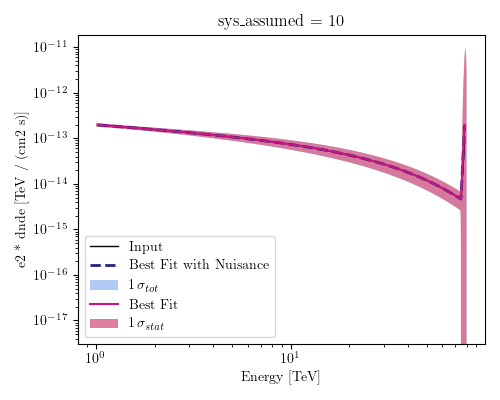 sys_assumed = 10
e2 * dnde [TeV / (cm2 s)]
10⁻¹¹
10⁻¹²
10⁻¹³
10⁻¹⁴
10⁻¹⁵
10⁻¹⁶
10⁻¹⁷
Input
Best Fit with Nuisance
1 σ_tot
Best Fit
1 σ_stat
10⁰
10¹
Energy [TeV]